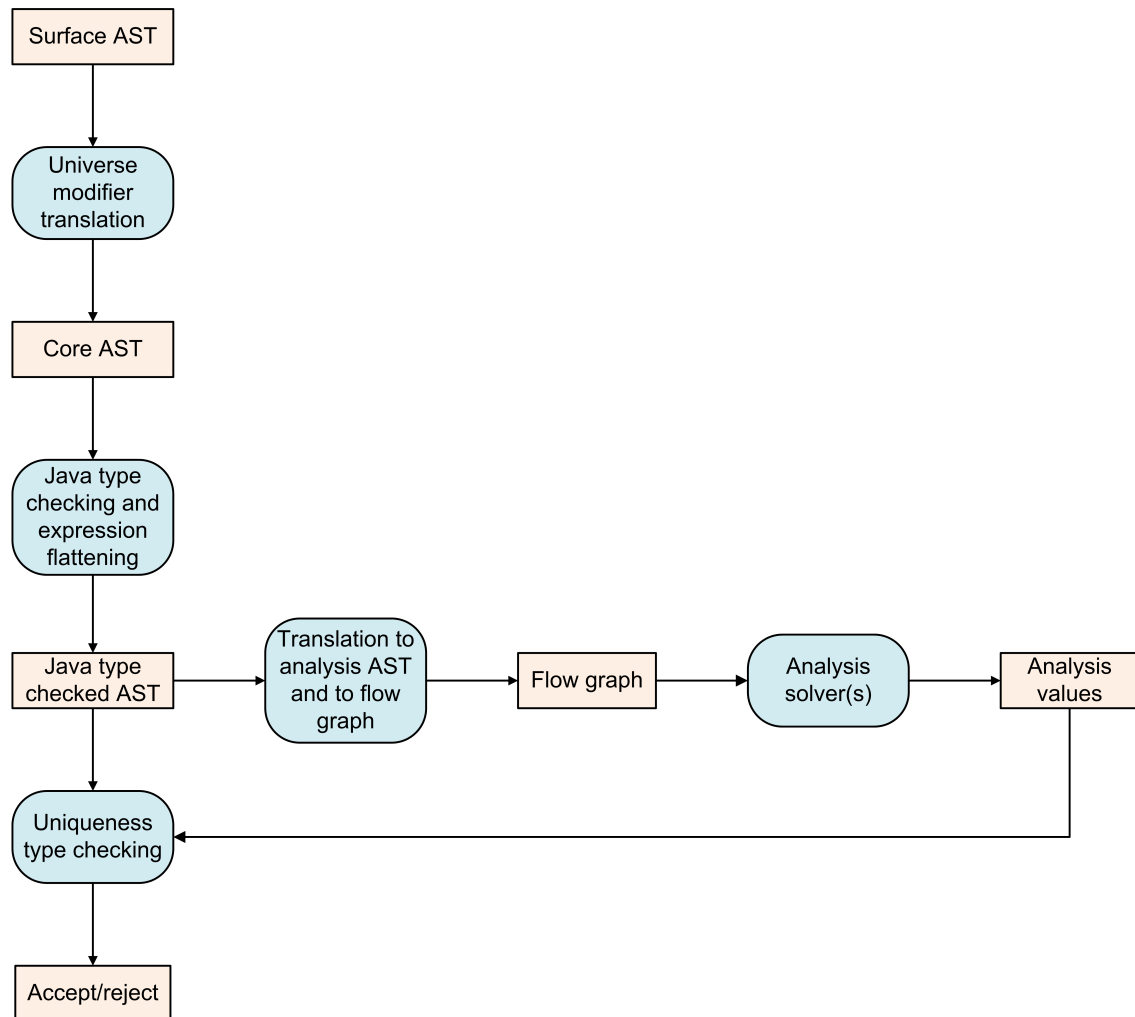 Surface AST
Universe
modifier
translation
Core AST
Java type
checking and
expression
flattening
Java type
checked AST
Translation to
analysis AST
and to flow
graph
Flow graph
Analysis
solver(s)
Analysis
values
Uniqueness
type checking
Accept/reject